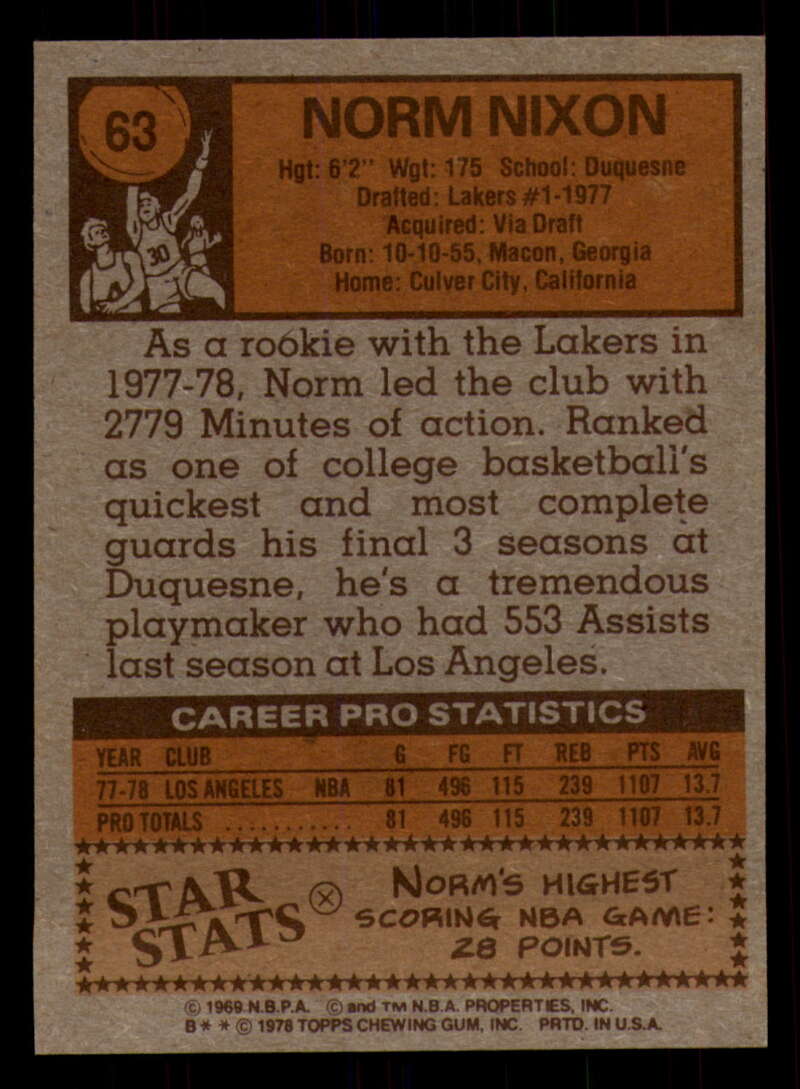 63
NORM NIXON
Hgt: 6'2" Wgt: 175 School: Duquesne
Drafted: Lakers #1-1977
Acquired: Via Draft
Born: 10-10-55, Macon, Georgia
Home: Culver City, California
30
As a rookie with the Lakers in
1977-78, Norm led the club with
2779 Minutes of action. Ranked
as one of college basketball's
quickest and most complete
guards his final 3 seasons at
Duquesne, he's a tremendous
playmaker who had 553 Assists
last season at Los Angeles.
CAREER PRO STATISTICS
YEAR CLUB G FG FT REB PTS AVG
77-78 LOS ANGELES NBA 81 496 115 239 1107 13.7
PRO TOTALS ........... 81 496 115 239 1107 13.7
STAR STATS
NORM'S HIGHEST
SCORING NBA GAME:
28 POINTS.
© 1969 N.B.P.A. © and TM N.B.A. PROPERTIES, INC.
B* * © 1978 TOPPS CHEWING GUM, INC. PRTD. IN U.S.A.